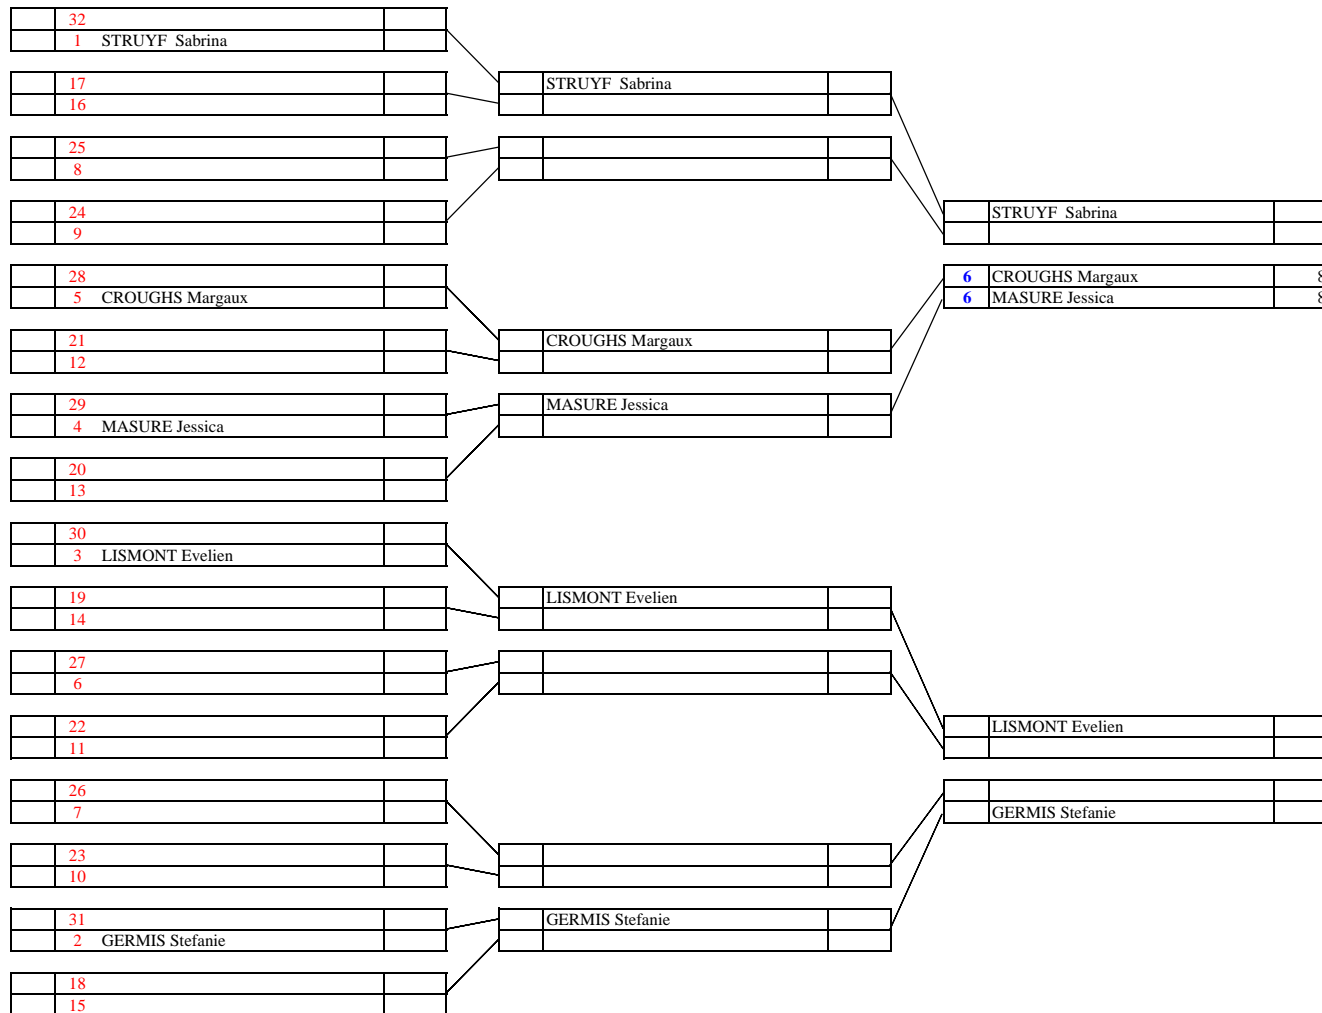 32
1 STRUYF Sabrina
17
16
25
8
24
9
28
5 CROUGHS Margaux
21
12
29
4 MASURE Jessica
20
13
30
3 LISMONT Evelien
19
14
27
6
22
11
26
7
23
10
31
2 GERMIS Stefanie
18
15
STRUYF Sabrina
CROUGHS Margaux
MASURE Jessica
LISMONT Evelien
GERMIS Stefanie
STRUYF Sabrina
6 CROUGHS Margaux 8
6 MASURE Jessica 8
LISMONT Evelien
GERMIS Stefanie